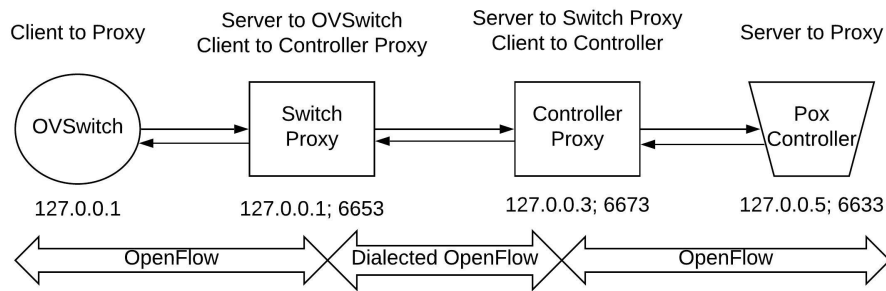 Client to Proxy
Server to OVSwitch
Client to Controller Proxy
Server to Switch Proxy
Client to Controller
Server to Proxy
OVSwitch
Switch
Proxy
Controller
Proxy
Pox
Controller
127.0.0.1
127.0.0.1; 6653
127.0.0.3; 6673
127.0.0.5; 6633
OpenFlow
Dialected OpenFlow
OpenFlow